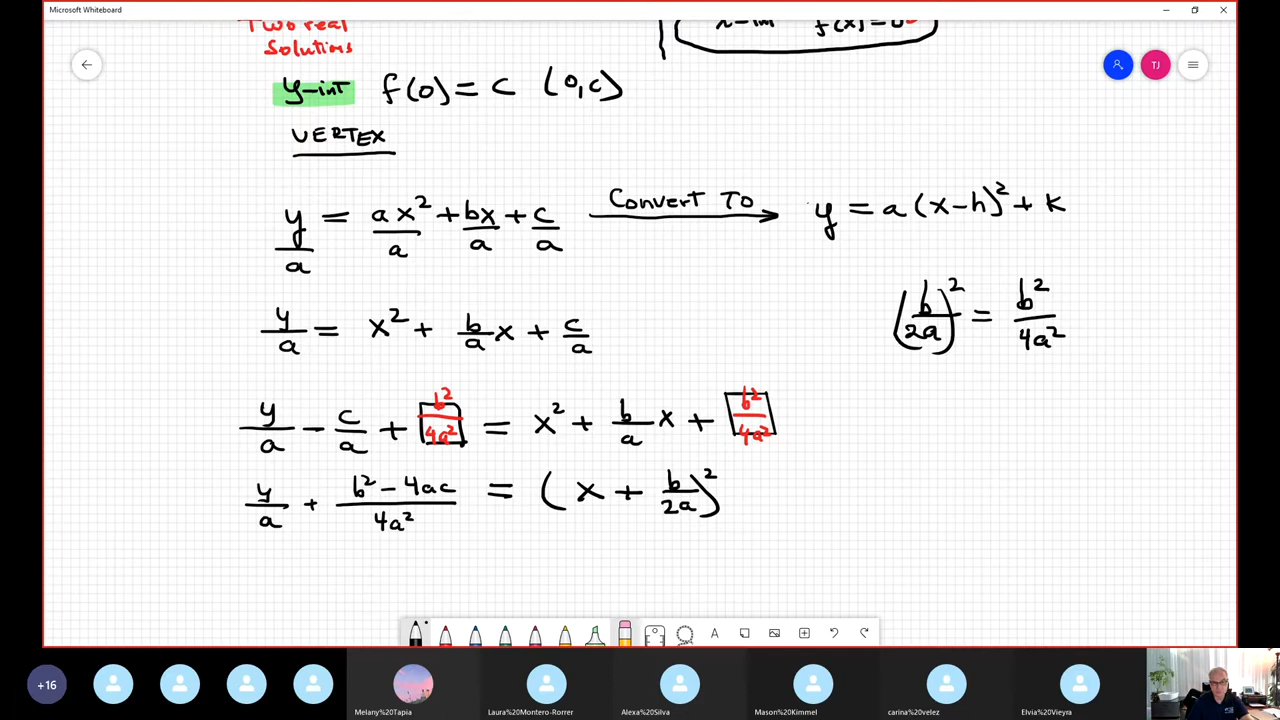 Microsoft Whiteboard
Two real
Solutions
x-int f(x)=0
y-int f(0) = c (0,c)
VERTEX
y/a = ax²/a + bx/a + c/a Convert To y = a(x-h)² + k
y/a = x² + b/a x + c/a
(b/2a)² = b²/4a²
y/a - c/a + b²/4a² = x² + b/a x + b²/4a²
y/a + b² - 4ac/4a² = (x + b/2a)²
TJ
+16
Melany%20Tapia
Laura%20Montero-Rorrer
Alexa%20Silva
Mason%20Kimmel
carina%20velez
Elvia%20Vieyra